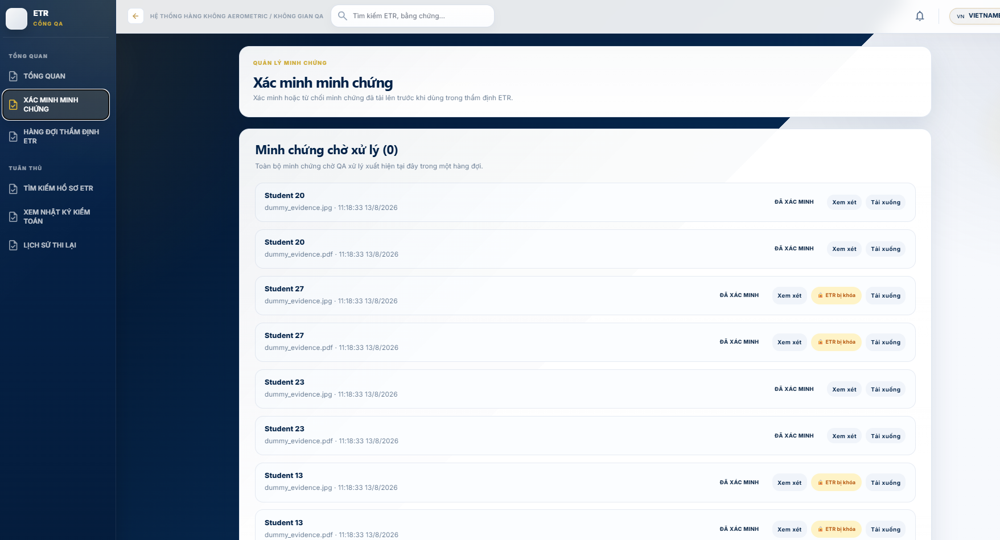 ETR
CỔNG QA
TỔNG QUAN
TỔNG QUAN
XÁC MINH MINH
CHỨNG
HÀNG ĐỢI THẨM ĐỊNH
ETR
TUÂN THỦ
TÌM KIẾM HỒ SƠ ETR
XEM NHẬT KÝ KIỂM
TOÁN
LỊCH SỬ THI LẠI
HỆ THỐNG HÀNG KHÔNG AEROMETRIC / KHÔNG GIAN QA
Tìm kiếm ETR, bằng chứng...
VN VIETNAME
QUẢN LÝ MINH CHỨNG
Xác minh minh chứng
Xác minh hoặc từ chối minh chứng đã tải lên trước khi dùng trong thẩm định ETR.
Minh chứng chờ xử lý (0)
Toàn bộ minh chứng chờ QA xử lý xuất hiện tại đây trong một hàng đợi.
Student 20
dummy_evidence.jpg · 11:18:33 13/8/2026
ĐÃ XÁC MINH Xem xét Tải xuống
Student 20
dummy_evidence.pdf · 11:18:33 13/8/2026
ĐÃ XÁC MINH Xem xét Tải xuống
Student 27
dummy_evidence.jpg · 11:18:33 13/8/2026
ĐÃ XÁC MINH Xem xét ETR bị khóa Tải xuống
Student 27
dummy_evidence.pdf · 11:18:33 13/8/2026
ĐÃ XÁC MINH Xem xét ETR bị khóa Tải xuống
Student 23
dummy_evidence.jpg · 11:18:33 13/8/2026
ĐÃ XÁC MINH Xem xét Tải xuống
Student 23
dummy_evidence.pdf · 11:18:33 13/8/2026
ĐÃ XÁC MINH Xem xét Tải xuống
Student 13
dummy_evidence.jpg · 11:18:33 13/8/2026
ĐÃ XÁC MINH Xem xét ETR bị khóa Tải xuống
Student 13
dummy_evidence.pdf · 11:18:33 13/8/2026
ĐÃ XÁC MINH Xem xét ETR bị khóa Tải xuống